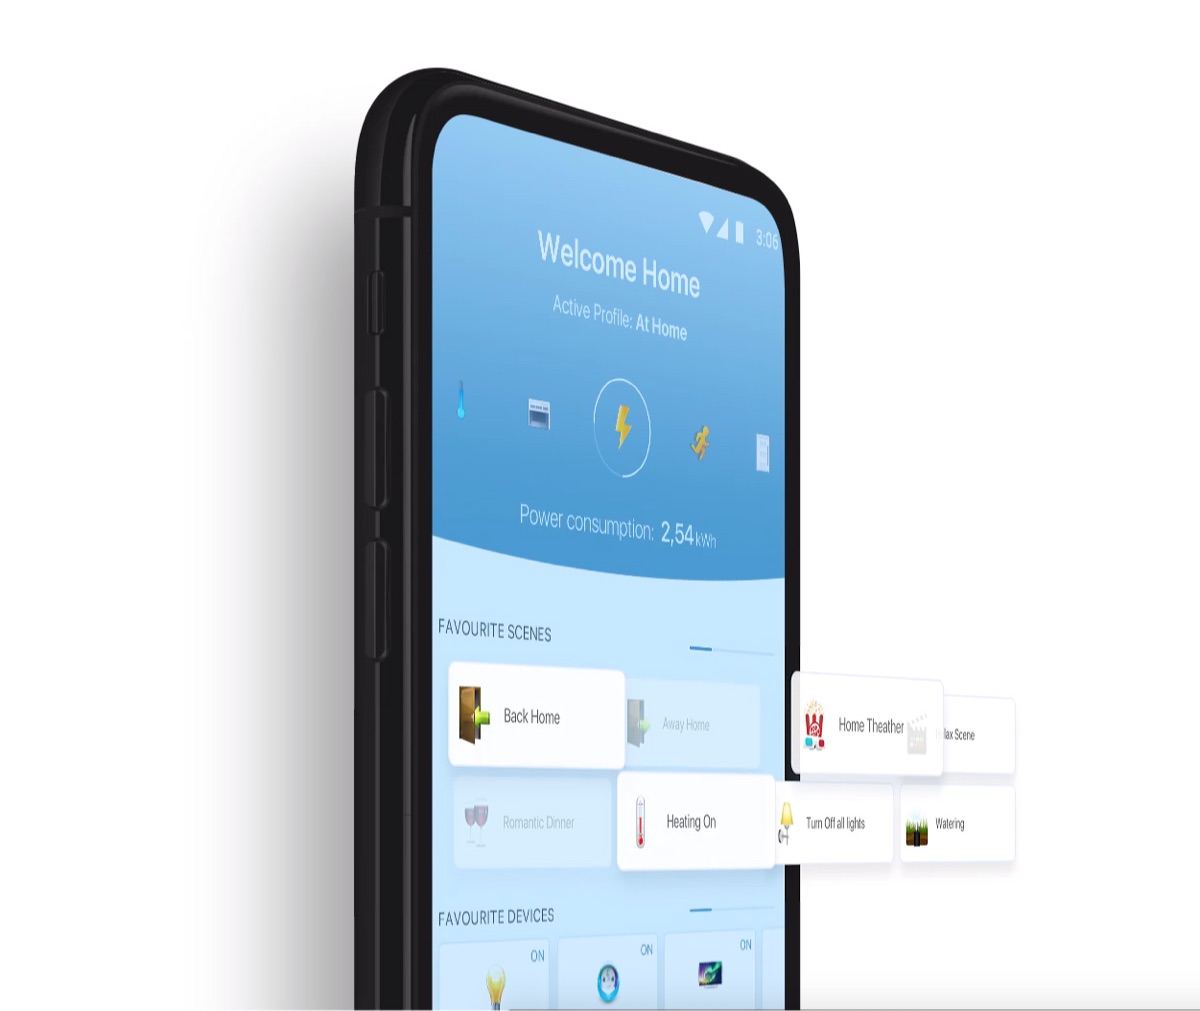 3:06
Welcome Home
Active Profile: At Home
Power consumption: 2,54 kWh
FAVOURITE SCENES
Back Home
Away Home
Home Theather
lax Scene
Romantic Dinner
Heating On
Turn Off all lights
Watering
FAVOURITE DEVICES
ON
ON
ON